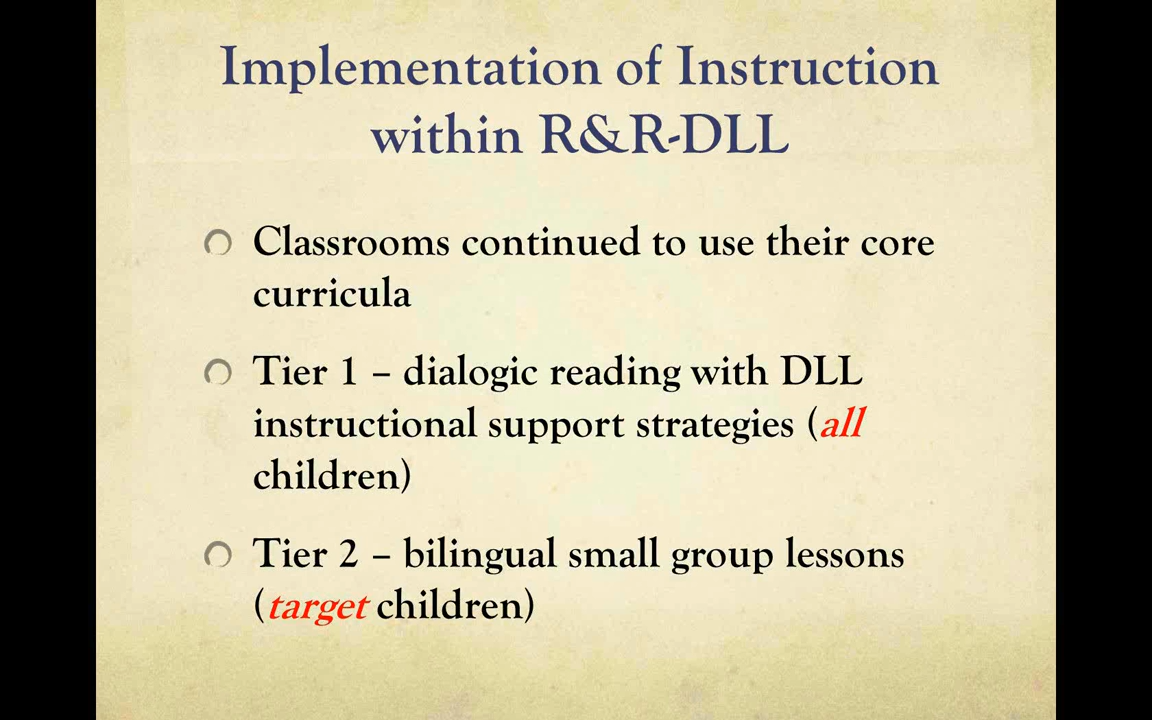 Implementation of Instruction
within R&R-DLL
Classrooms continued to use their core
curricula
Tier 1 – dialogic reading with DLL
instructional support strategies (all
children)
Tier 2 – bilingual small group lessons
(target children)